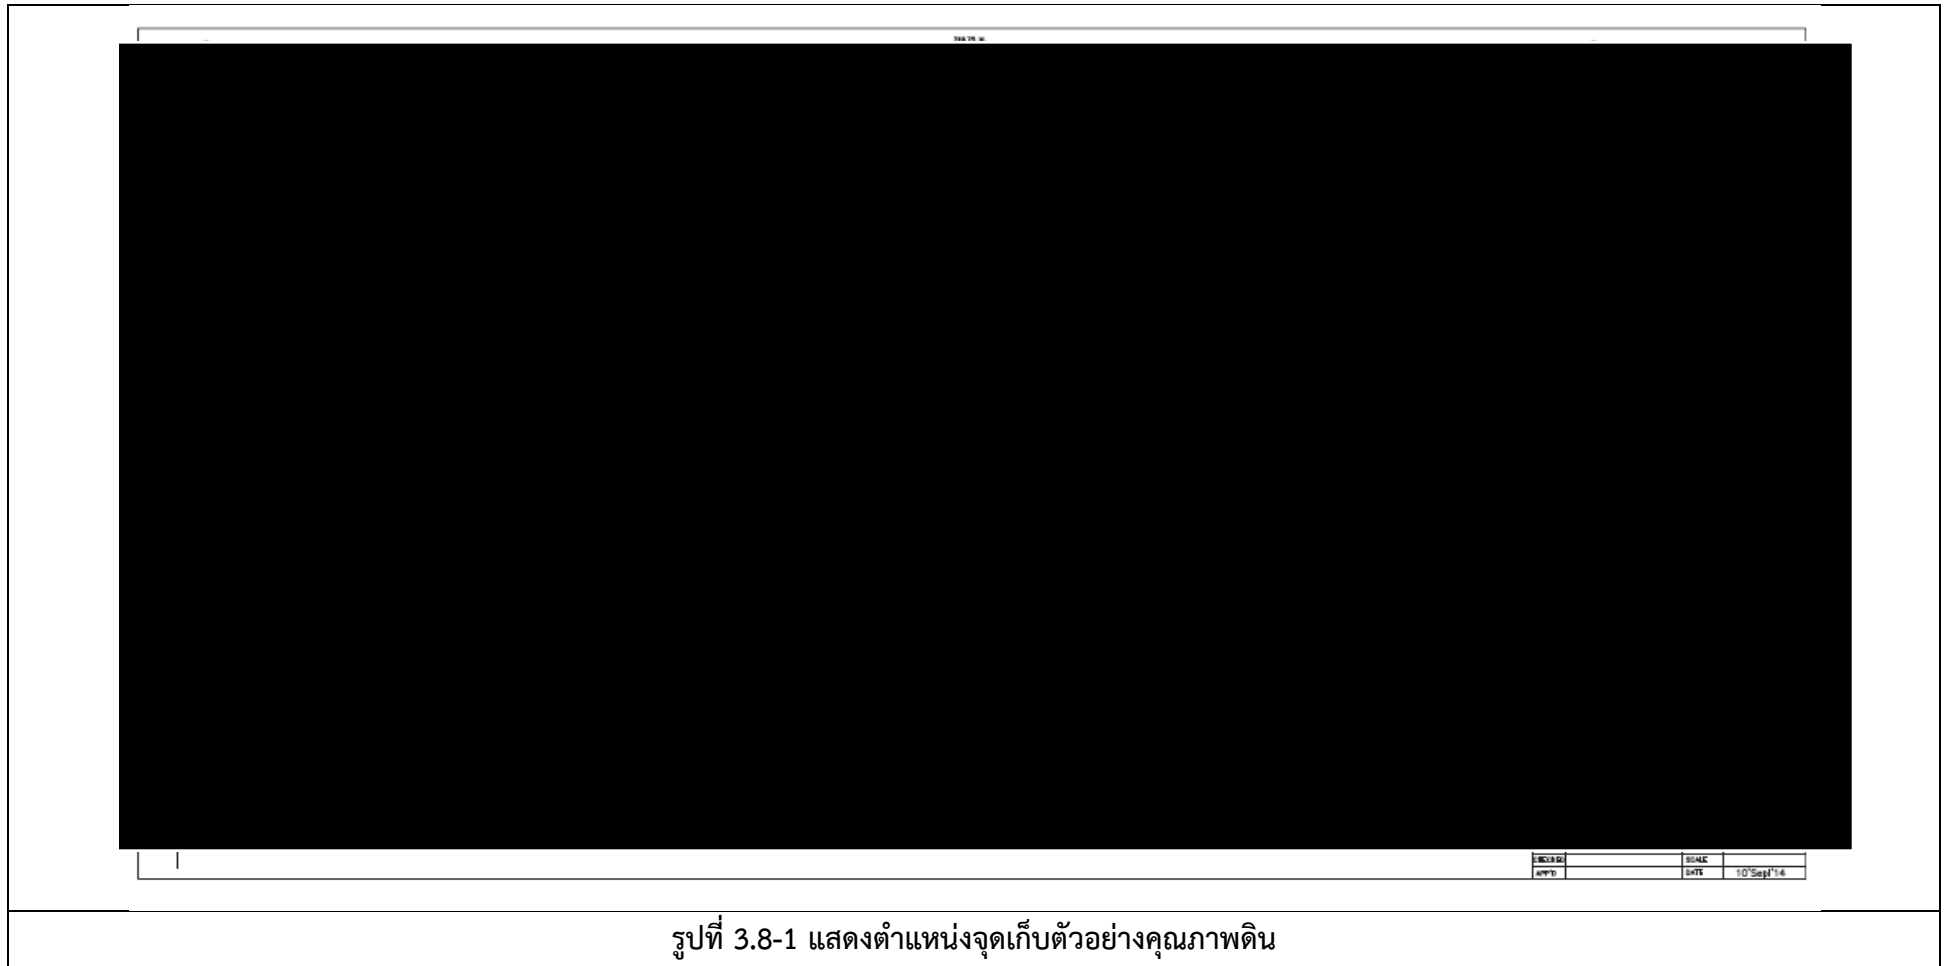 CHECKED SCALE
APP'D DATE 10'Sept'14
รูปที่ 3.8-1 แสดงตำแหน่งจุดเก็บตัวอย่างคุณภาพดิน